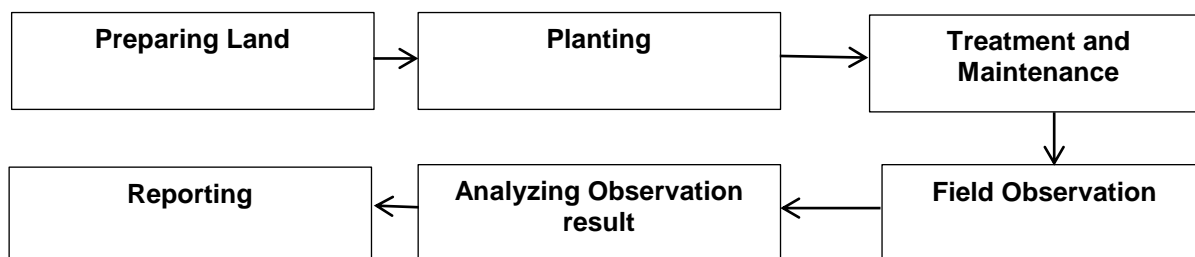 Preparing Land
Planting
Treatment and
Maintenance
Field Observation
Analyzing Observation
result
Reporting